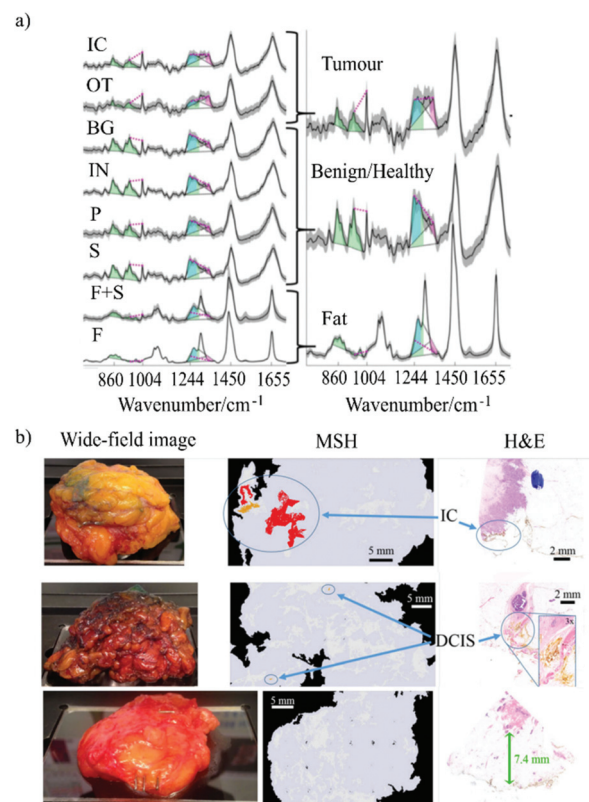 a)
IC
OT
BG
IN
P
S
F+S
F
860 1004 1244 1450 1655
Wavenumber/cm⁻¹
Tumour
Benign/Healthy
Fat
860 1004 1244 1450 1655
Wavenumber/cm⁻¹
b)
Wide-field image MSH H&E
IC
5 mm
2 mm
5 mm
2 mm
3x
DCIS
5 mm
7.4 mm